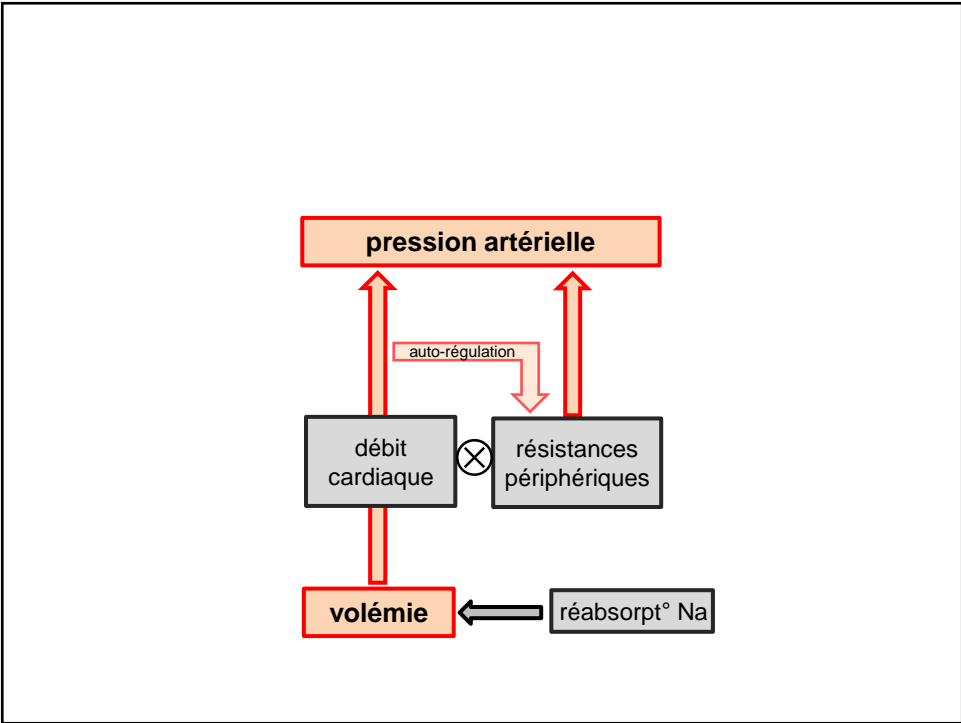 pression artérielle
auto-régulation
débit
cardiaque
résistances
périphériques
volémie
réabsorpt° Na